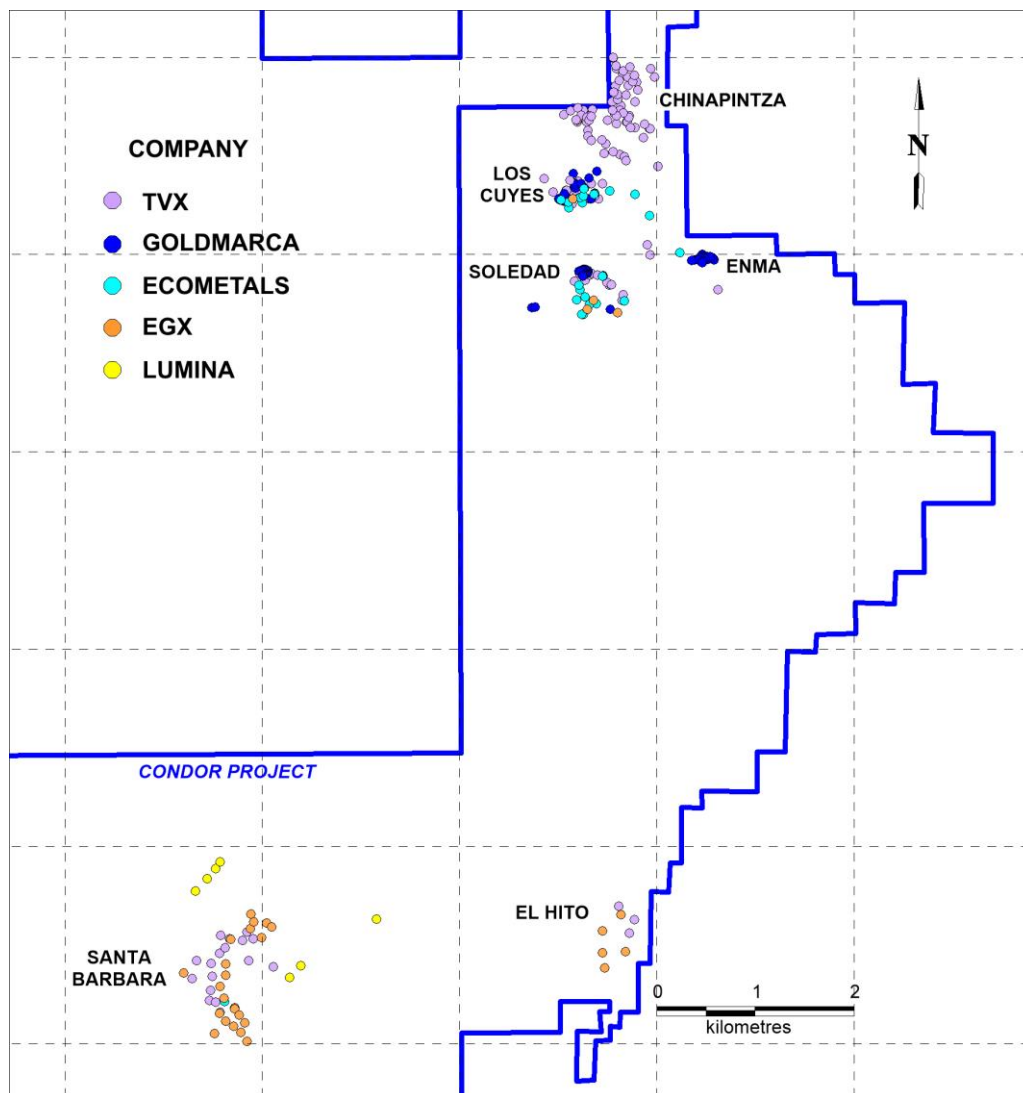 CHINAPINTZA
COMPANY
N
LOS
CUYES
TVX
GOLDMARCA
SOLEDAD
ENMA
ECOMETALS
EGX
LUMINA
CONDOR PROJECT
EL HITO
SANTA
BARBARA
0 1 2
kilometres